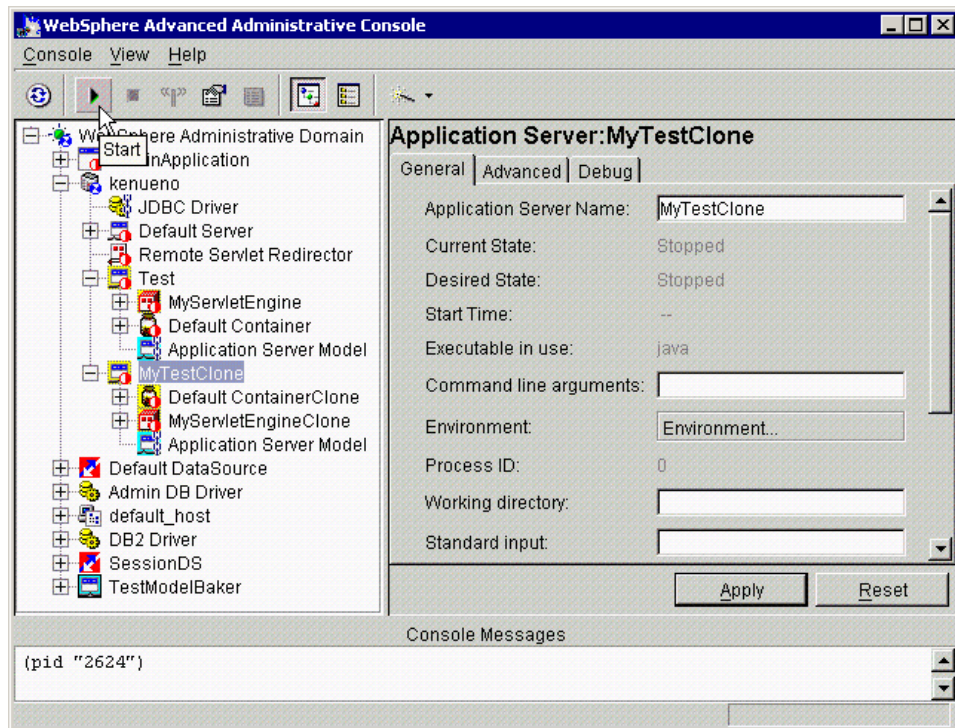 WebSphere Advanced Administrative Console
Console View Help
WebSphere Administrative Domain
Start
inApplication
kenueno
JDBC Driver
Default Server
Remote Servlet Redirector
Test
MyServletEngine
Default Container
Application Server Model
MyTestClone
Default ContainerClone
MyServletEngineClone
Application Server Model
Default DataSource
Admin DB Driver
default_host
DB2 Driver
SessionDS
TestModelBaker
Application Server:MyTestClone
General Advanced Debug
Application Server Name: MyTestClone
Current State: Stopped
Desired State: Stopped
Start Time: --
Executable in use: java
Command line arguments:
Environment: Environment...
Process ID: 0
Working directory:
Standard input:
Apply Reset
Console Messages
(pid "2624")